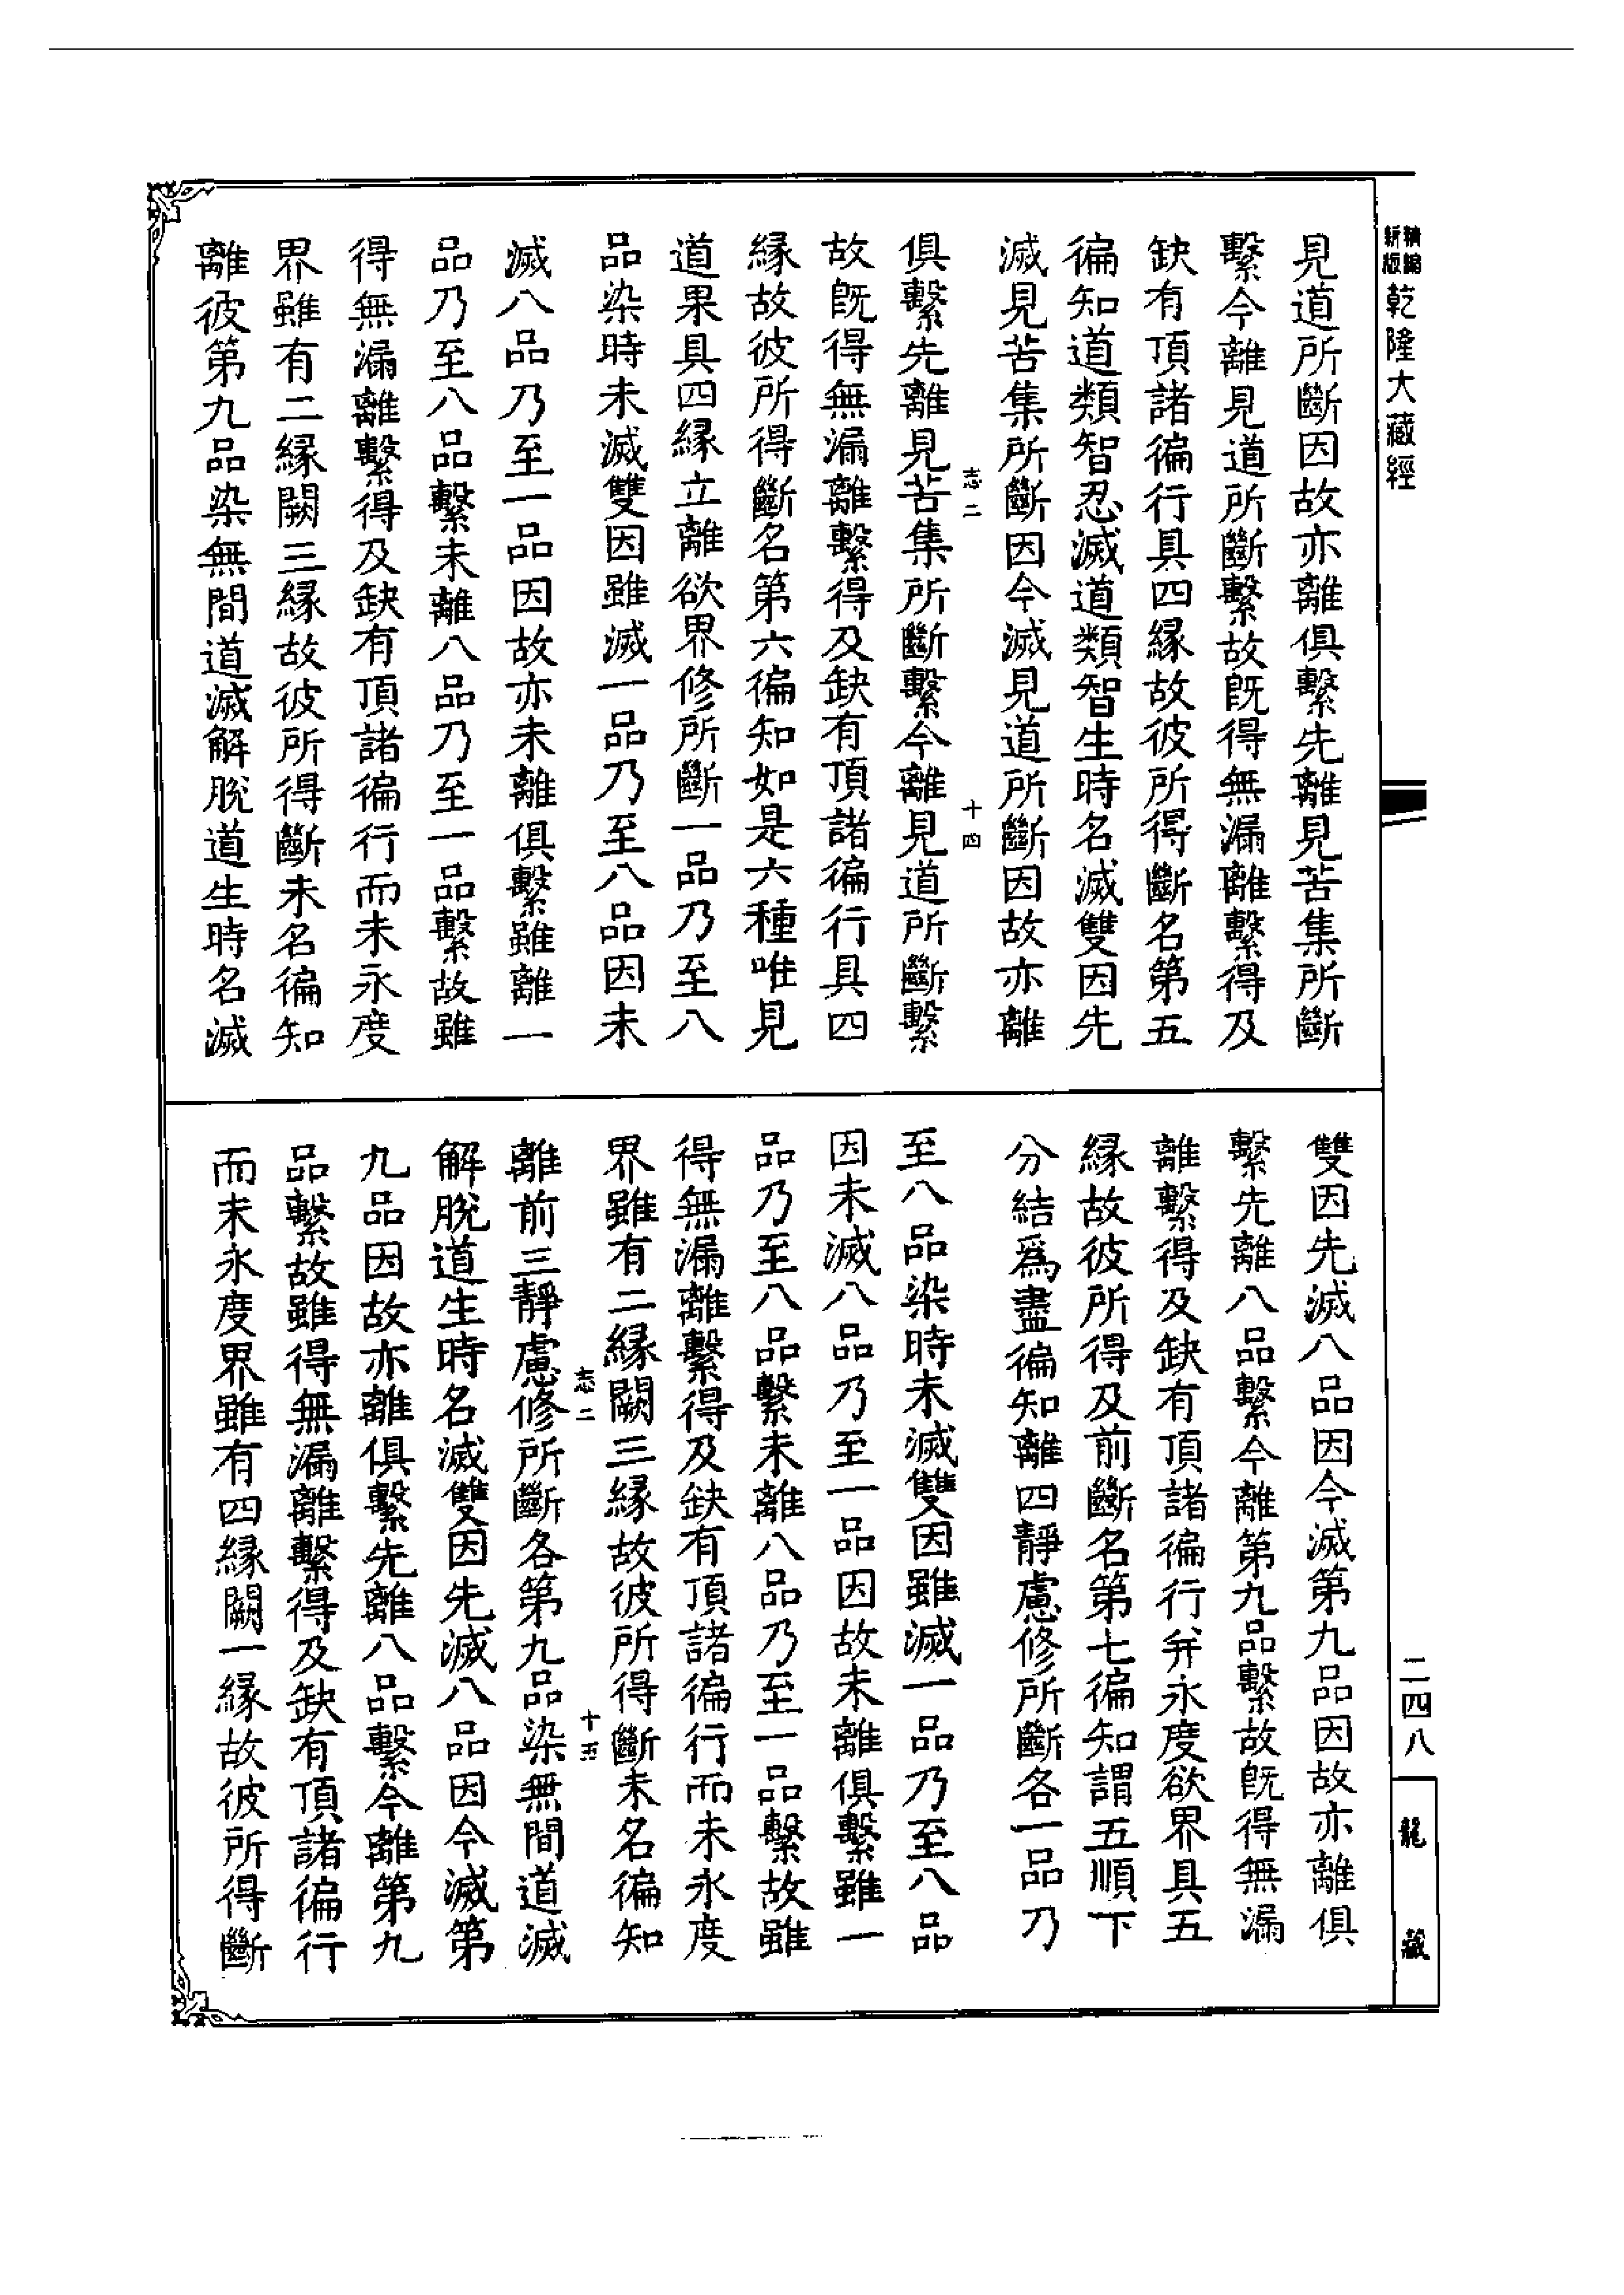 精縮
新版
乾隆大藏經
見道所斷因故亦離俱繫先離見苦集所斷
繫今離見道所斷繫故旣得無漏離繫得及
缺有頂諸徧行具四緣故彼所得斷名第五
徧知道類智忍滅道類智生時名滅雙因先
滅見苦集所斷因今滅見道所斷因故亦離
志二
十四
俱繫先離見苦集所斷繫今離見道所斷繫
故旣得無漏離繫得及缺有頂諸徧行具四
緣故彼所得斷名第六徧知如是六種唯見
道果具四緣立離欲界修所斷一品乃至八
品染時未滅雙因雖滅一品乃至八品因未
滅八品乃至一品因故亦未離俱繫雖離一
品乃至八品繫未離八品乃至一品繫故雖
得無漏離繫得及缺有頂諸徧行而未永度
界雖有二緣闕三緣故彼所得斷未名徧知
離彼第九品染無間道滅解脫道生時名滅
雙因先滅八品因今滅第九品因故亦離俱
繫先離八品繫今離第九品繫故旣得無漏
離繫得及缺有頂諸徧行幷永度欲界具五
緣故彼所得及前斷名第七徧知謂五順下
分結爲盡徧知離四靜慮修所斷各一品乃
至八品染時未滅雙因雖滅一品乃至八品
因未滅八品乃至一品因故未離俱繫雖一
品乃至八品繫未離八品乃至一品繫故雖
得無漏離繫得及缺有頂諸徧行而未永度
界雖有二緣闕三緣故彼所得斷未名徧知
志二
十五
離前三靜慮修所斷各第九品染無間道滅
解脫道生時名滅雙因先滅八品因今滅第
九品因故亦離俱繫先離八品繫今離第九
品繫故雖得無漏離繫得及缺有頂諸徧行
而未永度界雖有四緣闕一緣故彼所得斷
二四八
龍藏